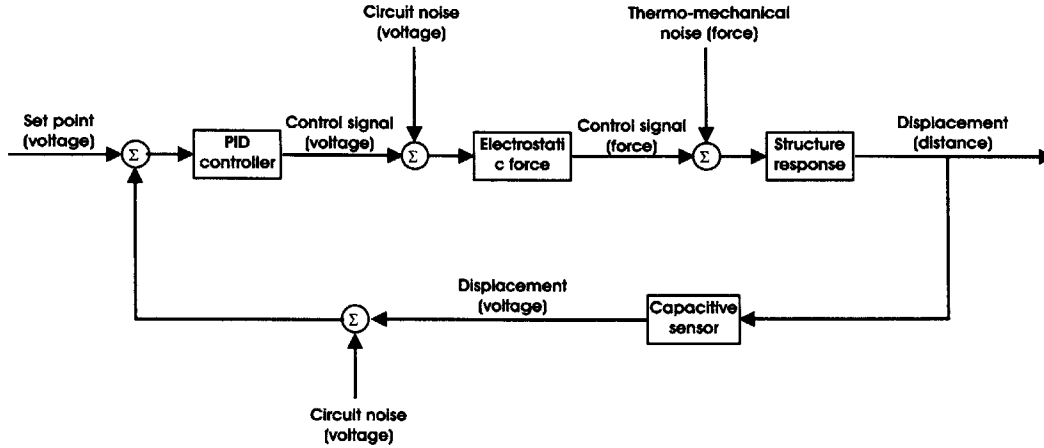 Circuit noise
(voltage)
Thermo-mechanical
noise (force)
Set point
(voltage)
Σ
PID
controller
Control signal
(voltage)
Σ
Electrostati
c force
Control signal
(force)
Σ
Structure
response
Displacement
(distance)
Displacement
(voltage)
Σ
Capacitive
sensor
Circuit noise
(voltage)